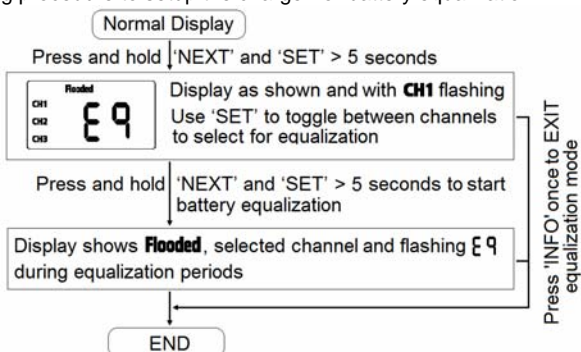 procedure to setup the charger for battery equalization
Normal Display
Press and hold 'NEXT' and 'SET' > 5 seconds
Flooded
CH1
CH2
CH3
E9
Display as shown and with CH1 flashing
Use 'SET' to toggle between channels
to select for equalization
Press and hold 'NEXT' and 'SET' > 5 seconds to start
battery equalization
Display shows Flooded, selected channel and flashing E9
during equalization periods
Press 'INFO' once to EXIT
equalization mode
END